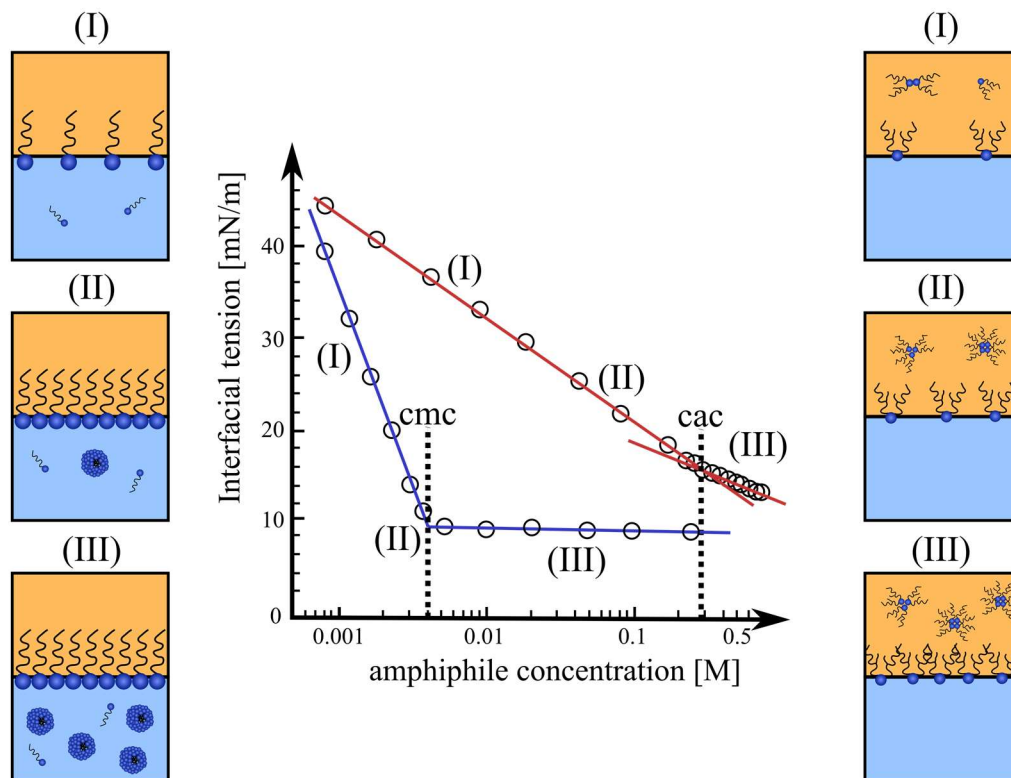 (I)
(II)
(III)
Interfacial tension [mN/m]
40
30
20
10
0
0.001
0.01
0.1
0.5
amphiphile concentration [M]
(I)
(I)
(II)
cmc
cac
(III)
(II)
(III)
(I)
(II)
(III)